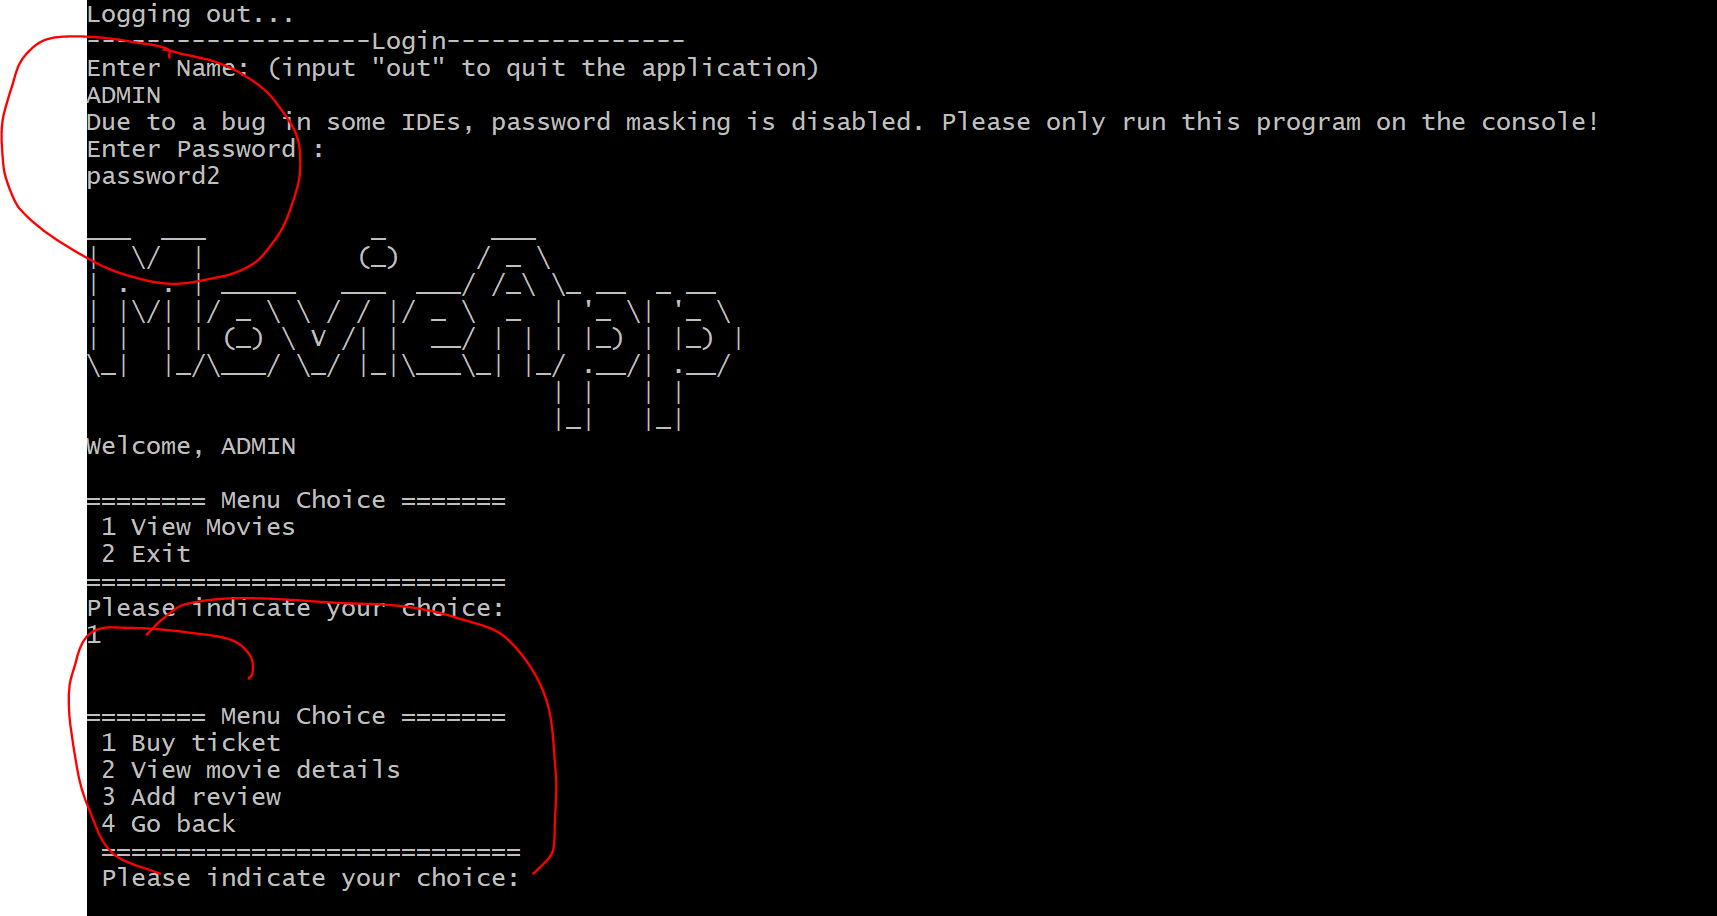 Logging out...
-------------------Login----------------
Enter Name: (input "out" to quit the application)
ADMIN
Due to a bug in some IDEs, password masking is disabled. Please only run this program on the console!
Enter Password :
password2
MovieApp
Welcome, ADMIN
======== Menu Choice =======
1 View Movies
2 Exit
============================
Please indicate your choice:
1
======== Menu Choice =======
1 Buy ticket
2 View movie details
3 Add review
4 Go back
============================
Please indicate your choice: